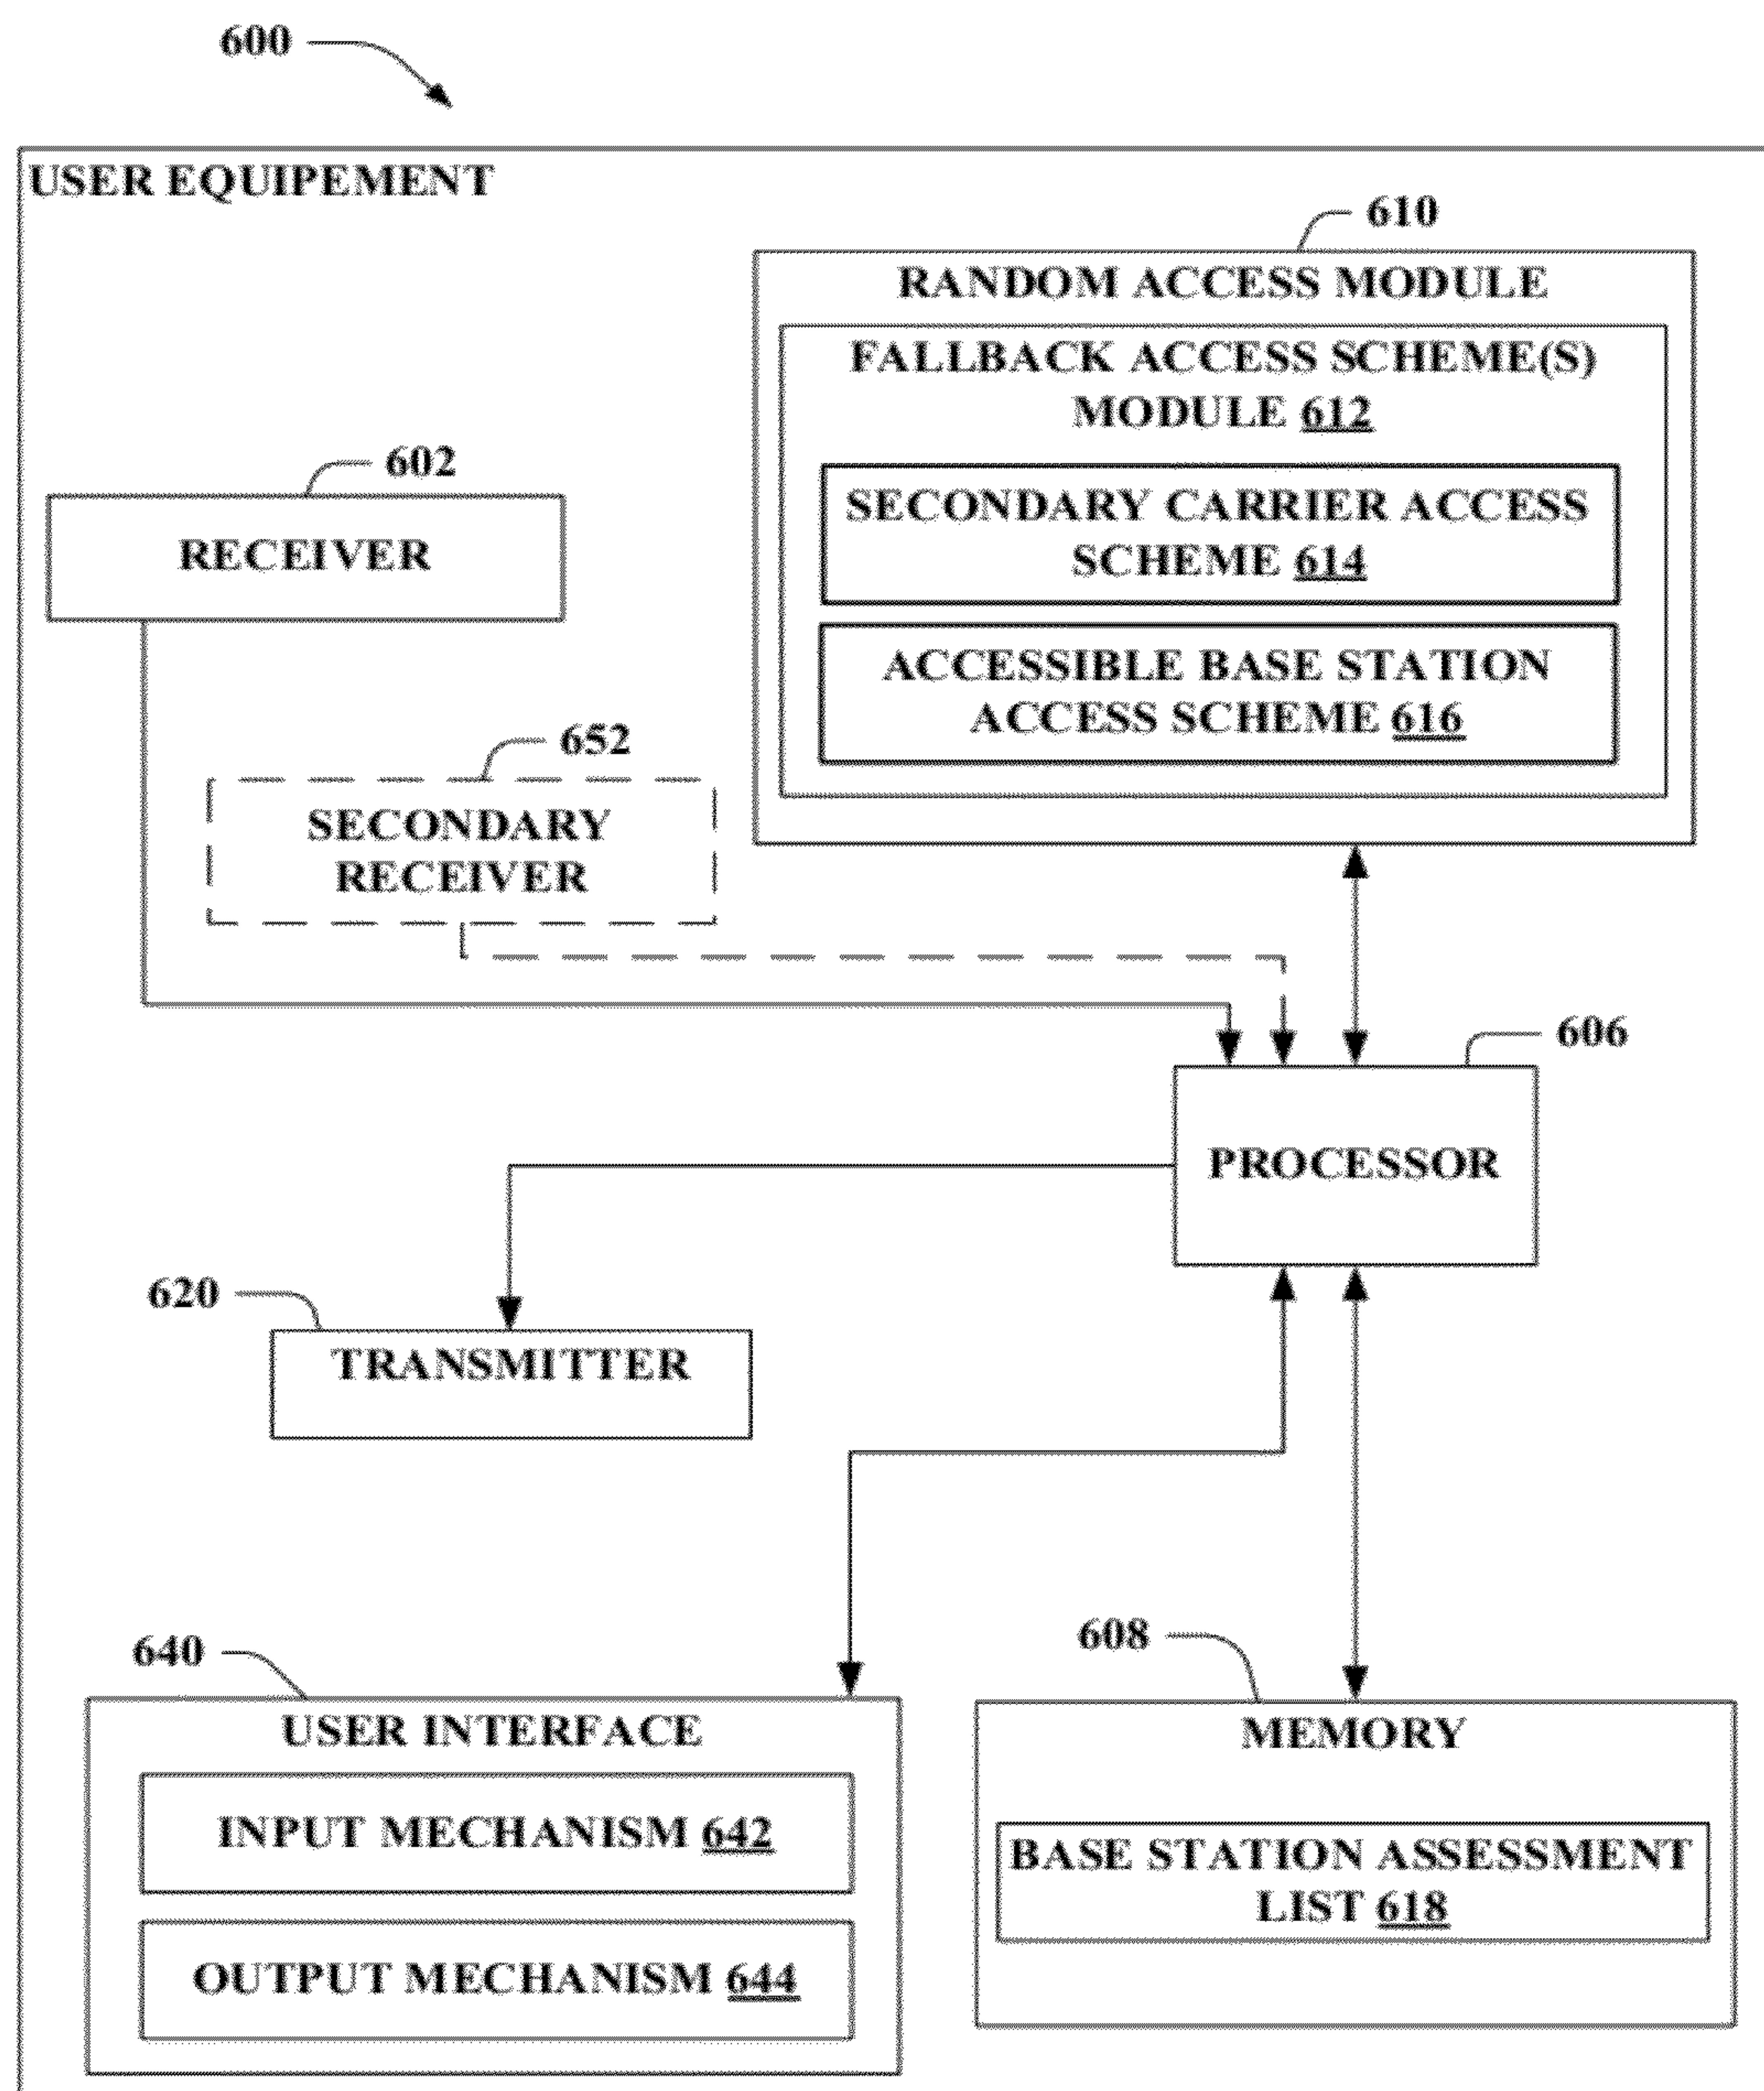 600
USER EQUIPEMENT
610
RANDOM ACCESS MODULE
FALLBACK ACCESS SCHEME(S)
MODULE 612
SECONDARY CARRIER ACCESS
SCHEME 614
ACCESSIBLE BASE STATION
ACCESS SCHEME 616
602
RECEIVER
652
SECONDARY
RECEIVER
606
PROCESSOR
620
TRANSMITTER
640
USER INTERFACE
INPUT MECHANISM 642
OUTPUT MECHANISM 644
608
MEMORY
BASE STATION ASSESSMENT
LIST 618